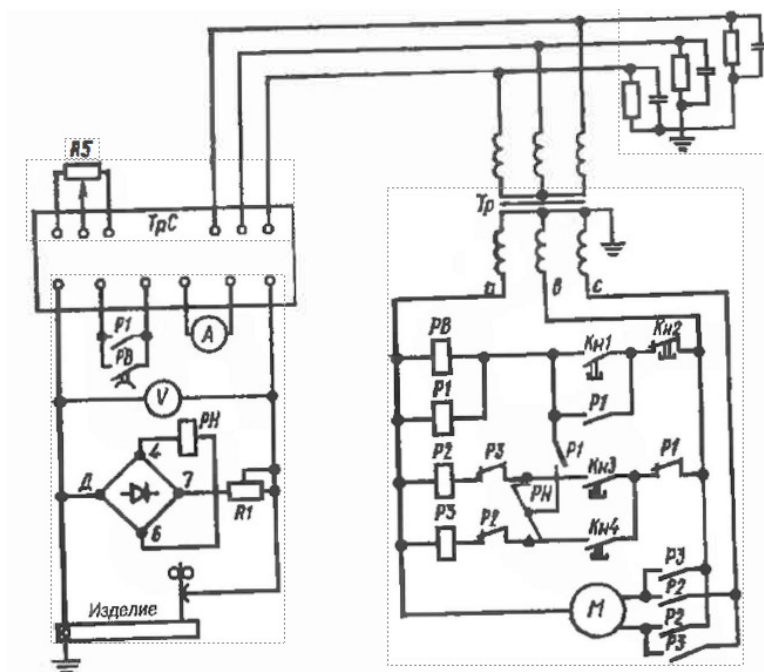 R5
ТрС
Тр
а в с
Р1
РВ
А
V
РН
4
Д
7
R1
6
Изделие
РВ
Кн1
Кн2
Р1
Р1
Р1
Р2
Р3
Кн3
Р1
РН
Р3
Р2
Кн4
М
Р3
Р2
Р2
Р3